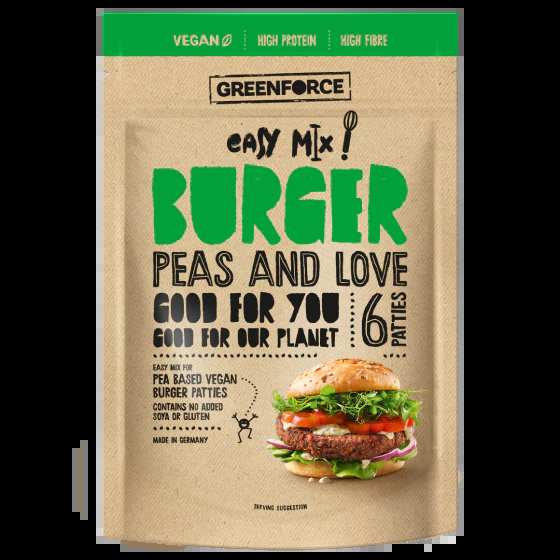 VEGAN
HIGH PROTEIN
HIGH FIBRE
GREENFORCE
easy Mix!
BURGER
PEAS AND LOVE
GOOD FOR YOU
GOOD FOR OUR PLANET
6 PATTIES
EASY MIX FOR
PEA BASED VEGAN
BURGER PATTIES
CONTAINS NO ADDED
SOYA OR GLUTEN
MADE IN GERMANY
SERVING SUGGESTION